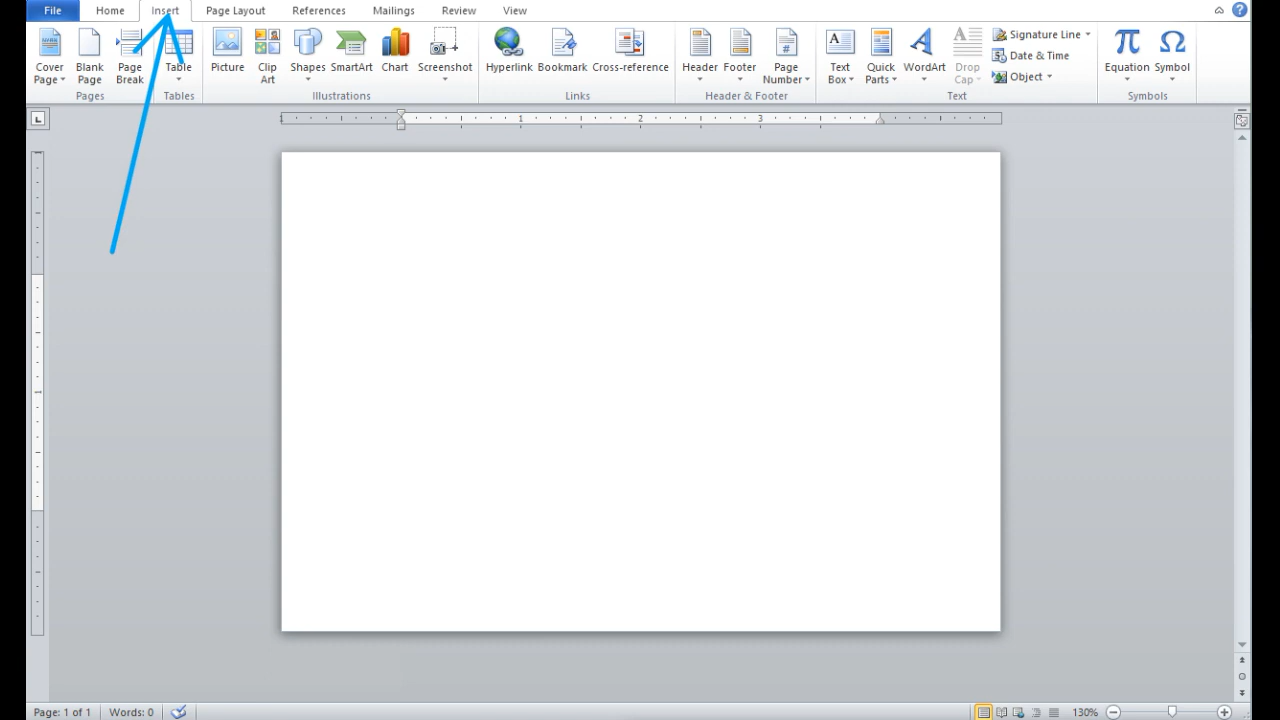 File Home Insert Page Layout References Mailings Review View
Cover Page Blank Page Page Break Table Picture Clip Art Shapes SmartArt Chart Screenshot Hyperlink Bookmark Cross-reference Header Footer Page Number Text Box Quick Parts WordArt Drop Cap Equation Symbol
Signature Line
Date & Time
Object
Pages Tables Illustrations Links Header & Footer Text Symbols
1 1 2 3
1
Page: 1 of 1 Words: 0 130%